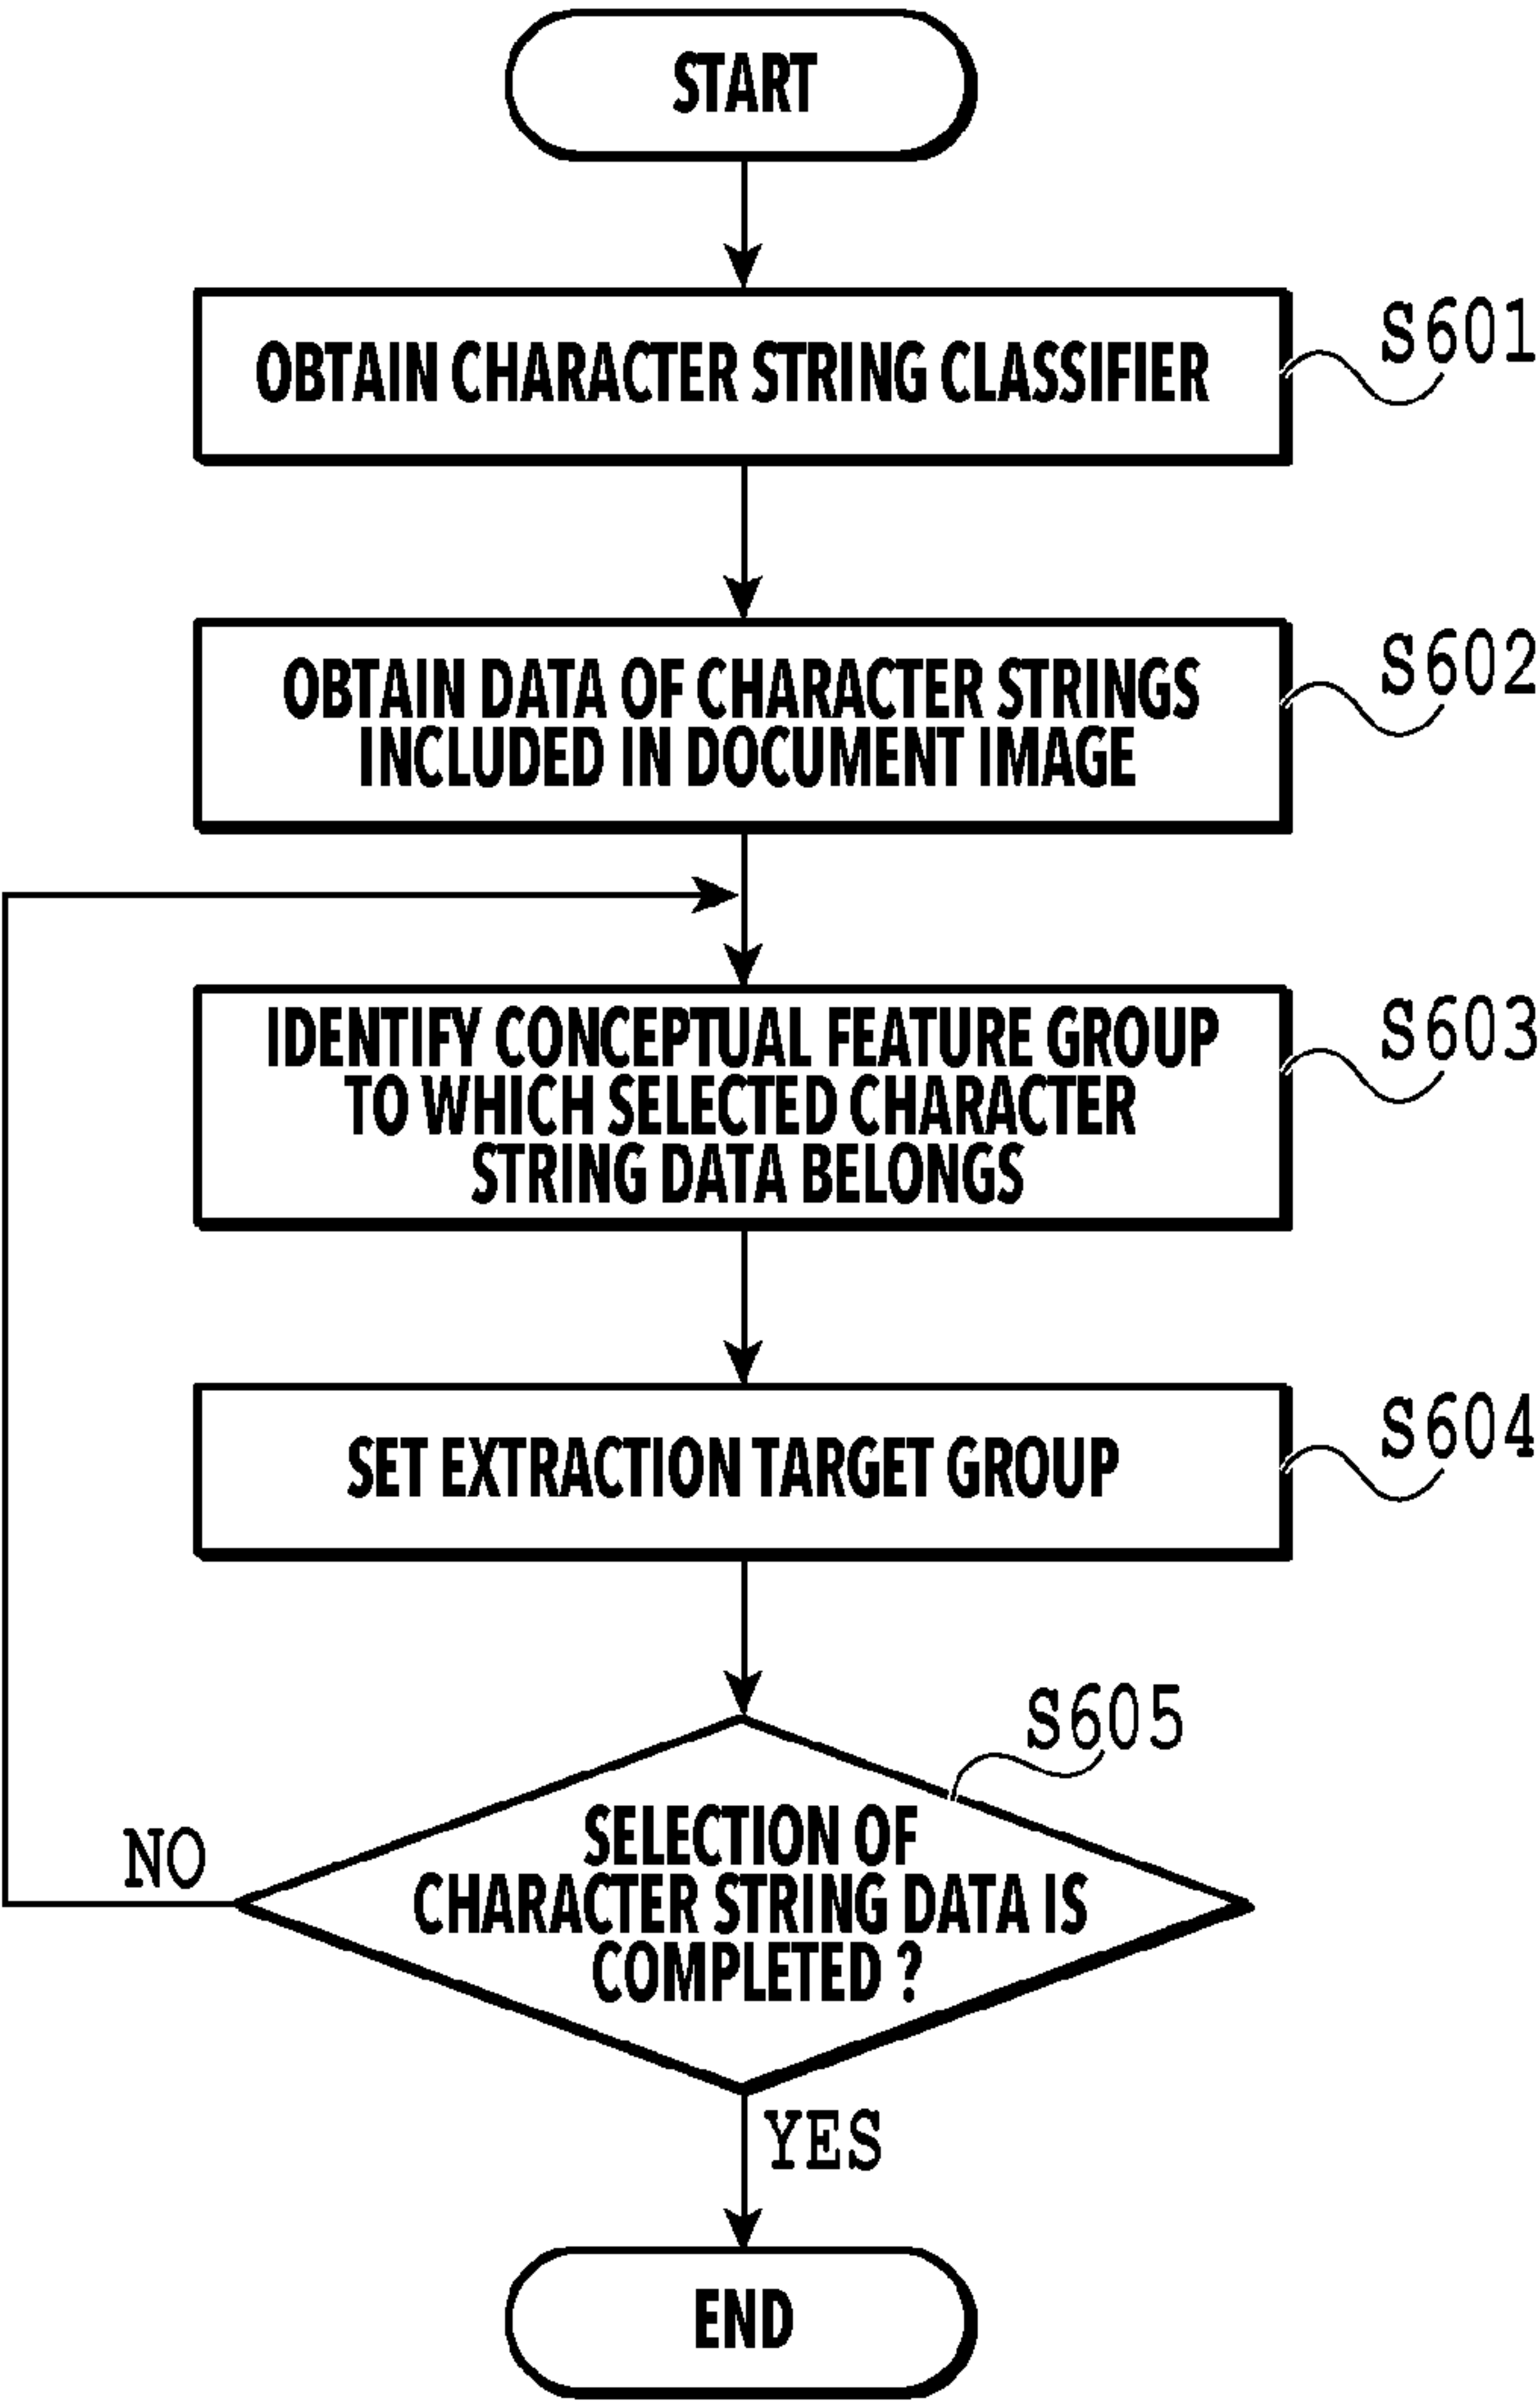 START
OBTAIN CHARACTER STRING CLASSIFIER
S601
OBTAIN DATA OF CHARACTER STRINGS
INCLUDED IN DOCUMENT IMAGE
S602
IDENTIFY CONCEPTUAL FEATURE GROUP
TO WHICH SELECTED CHARACTER
STRING DATA BELONGS
S603
SET EXTRACTION TARGET GROUP
S604
S605
SELECTION OF
CHARACTER STRING DATA IS
COMPLETED ?
NO
YES
END